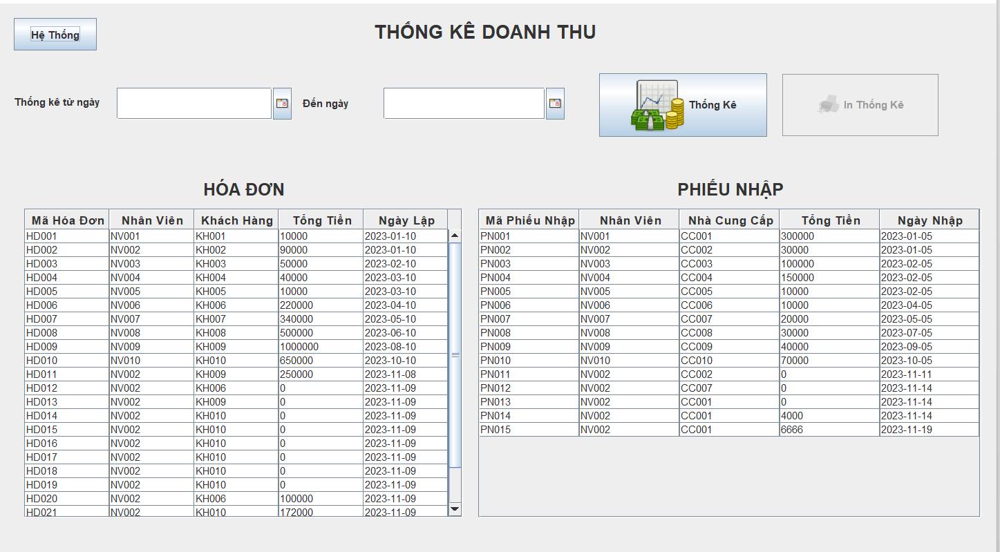 Hệ Thống
THỐNG KÊ DOANH THU
Thống kê từ ngày
Đến ngày
Thống Kê
In Thống Kê
HÓA ĐƠN
Mã Hóa Đơn Nhân Viên Khách Hàng Tổng Tiền Ngày Lập
HD001 NV001 KH001 10000 2023-01-10
HD002 NV002 KH002 90000 2023-01-10
HD003 NV003 KH003 50000 2023-02-10
HD004 NV004 KH004 40000 2023-03-10
HD005 NV005 KH005 10000 2023-03-10
HD006 NV006 KH006 220000 2023-04-10
HD007 NV007 KH007 340000 2023-05-10
HD008 NV008 KH008 500000 2023-06-10
HD009 NV009 KH009 1000000 2023-08-10
HD010 NV010 KH010 650000 2023-10-10
HD011 NV002 KH009 250000 2023-11-08
HD012 NV002 KH006 0 2023-11-09
HD013 NV002 KH009 0 2023-11-09
HD014 NV002 KH010 0 2023-11-09
HD015 NV002 KH010 0 2023-11-09
HD016 NV002 KH010 0 2023-11-09
HD017 NV002 KH010 0 2023-11-09
HD018 NV002 KH010 0 2023-11-09
HD019 NV002 KH010 0 2023-11-09
HD020 NV002 KH006 100000 2023-11-09
HD021 NV002 KH010 172000 2023-11-09
PHIẾU NHẬP
Mã Phiếu Nhập Nhân Viên Nhà Cung Cấp Tổng Tiền Ngày Nhập
PN001 NV001 CC001 300000 2023-01-05
PN002 NV002 CC002 30000 2023-01-05
PN003 NV003 CC003 100000 2023-02-05
PN004 NV004 CC004 150000 2023-02-05
PN005 NV005 CC005 10000 2023-02-05
PN006 NV006 CC006 10000 2023-04-05
PN007 NV007 CC007 20000 2023-05-05
PN008 NV008 CC008 30000 2023-07-05
PN009 NV009 CC009 40000 2023-09-05
PN010 NV010 CC010 70000 2023-10-05
PN011 NV002 CC002 0 2023-11-11
PN012 NV002 CC007 0 2023-11-14
PN013 NV002 CC001 0 2023-11-14
PN014 NV002 CC001 4000 2023-11-14
PN015 NV002 CC001 6666 2023-11-19